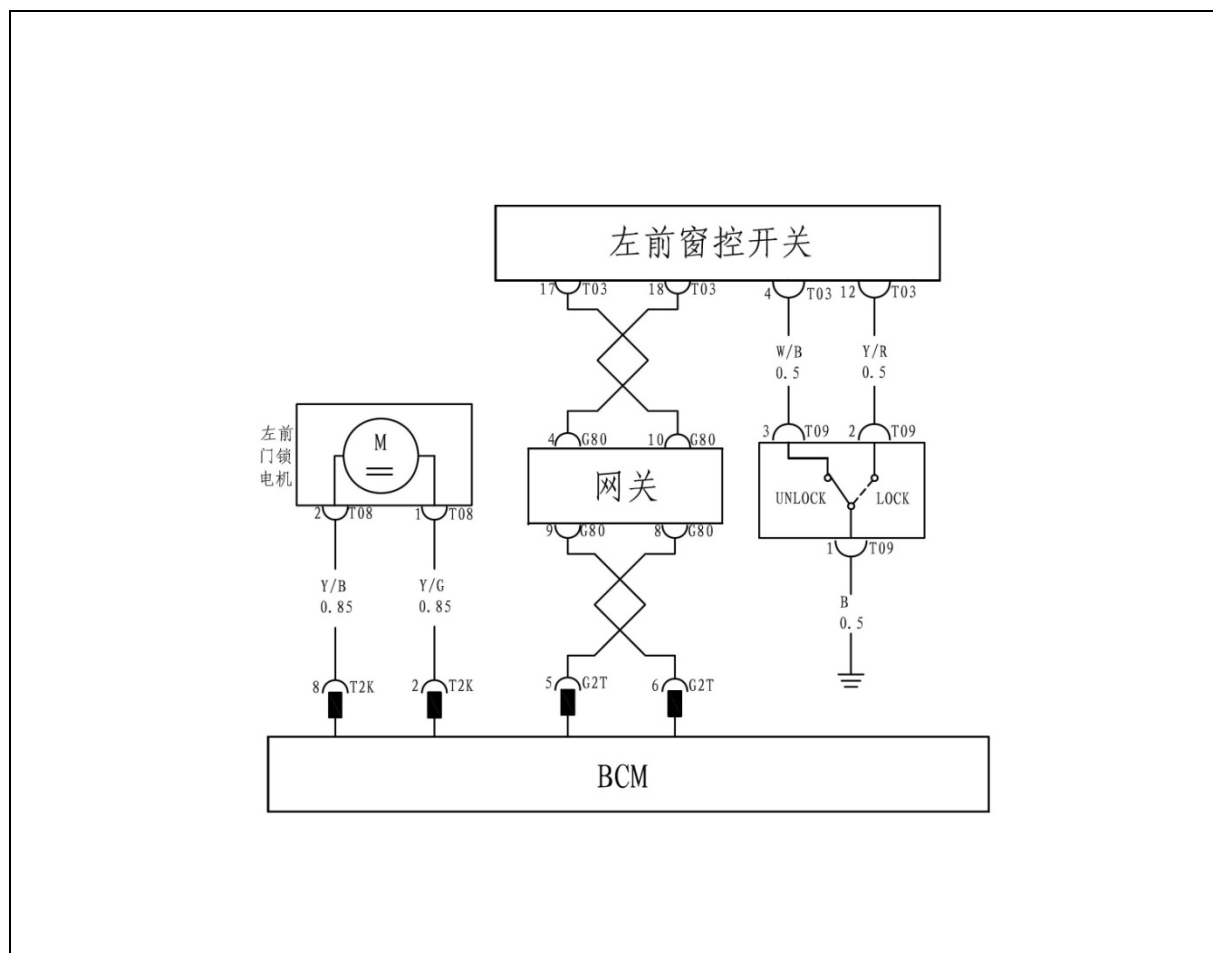 左前窗控开关
17 T03 18 T03 4 T03 12 T03
W/B Y/R
0.5 0.5
左前
门锁
电机
M
4 G80 10 G80
3 T09 2 T09
网关
UNLOCK LOCK
2 T08 1 T08
9 G80 8 G80
1 T09
Y/B Y/G
0.85 0.85
B
0.5
8 T2K 2 T2K 5 G2T 6 G2T
BCM